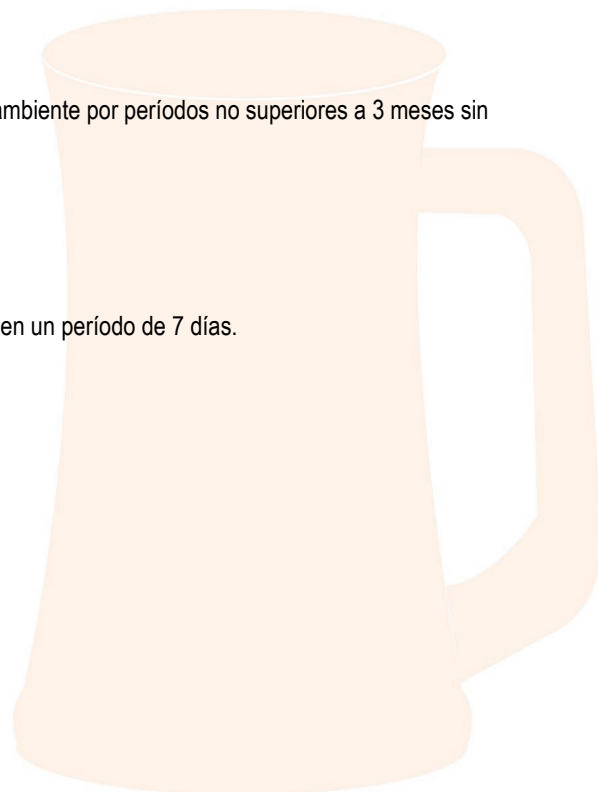 ambiente por períodos no superiores a 3 meses sin
en un período de 7 días.